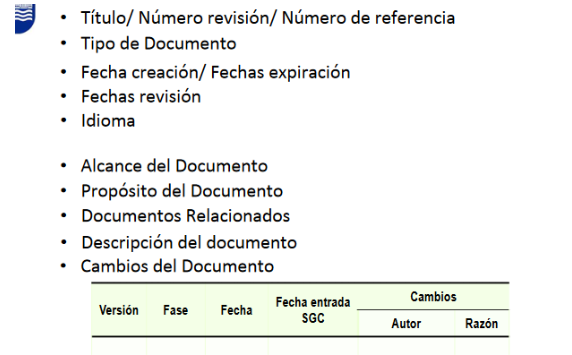 • Título/ Número revisión/ Número de referencia
• Tipo de Documento
• Fecha creación/ Fechas expiración
• Fechas revisión
• Idioma
• Alcance del Documento
• Propósito del Documento
• Documentos Relacionados
• Descripción del documento
• Cambios del Documento
Versión Fase Fecha Fecha entrada SGC Cambios
Autor Razón